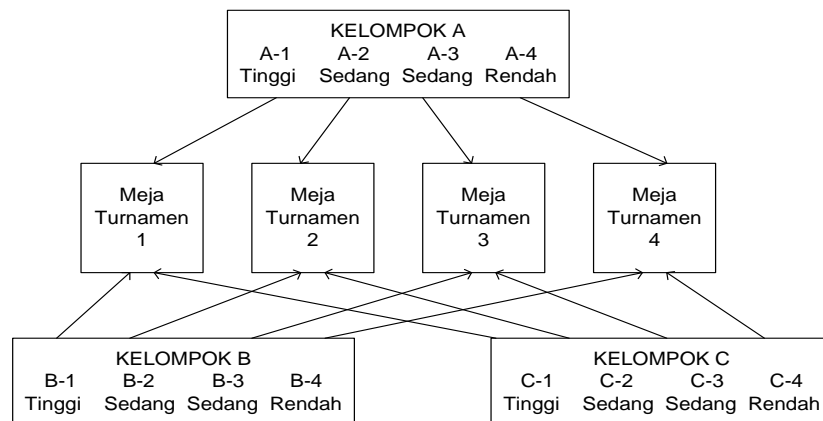 KELOMPOK A
A-1 A-2 A-3 A-4
Tinggi Sedang Sedang Rendah
Meja Turnamen 1
Meja Turnamen 2
Meja Turnamen 3
Meja Turnamen 4
KELOMPOK B
B-1 B-2 B-3 B-4
Tinggi Sedang Sedang Rendah
KELOMPOK C
C-1 C-2 C-3 C-4
Tinggi Sedang Sedang Rendah